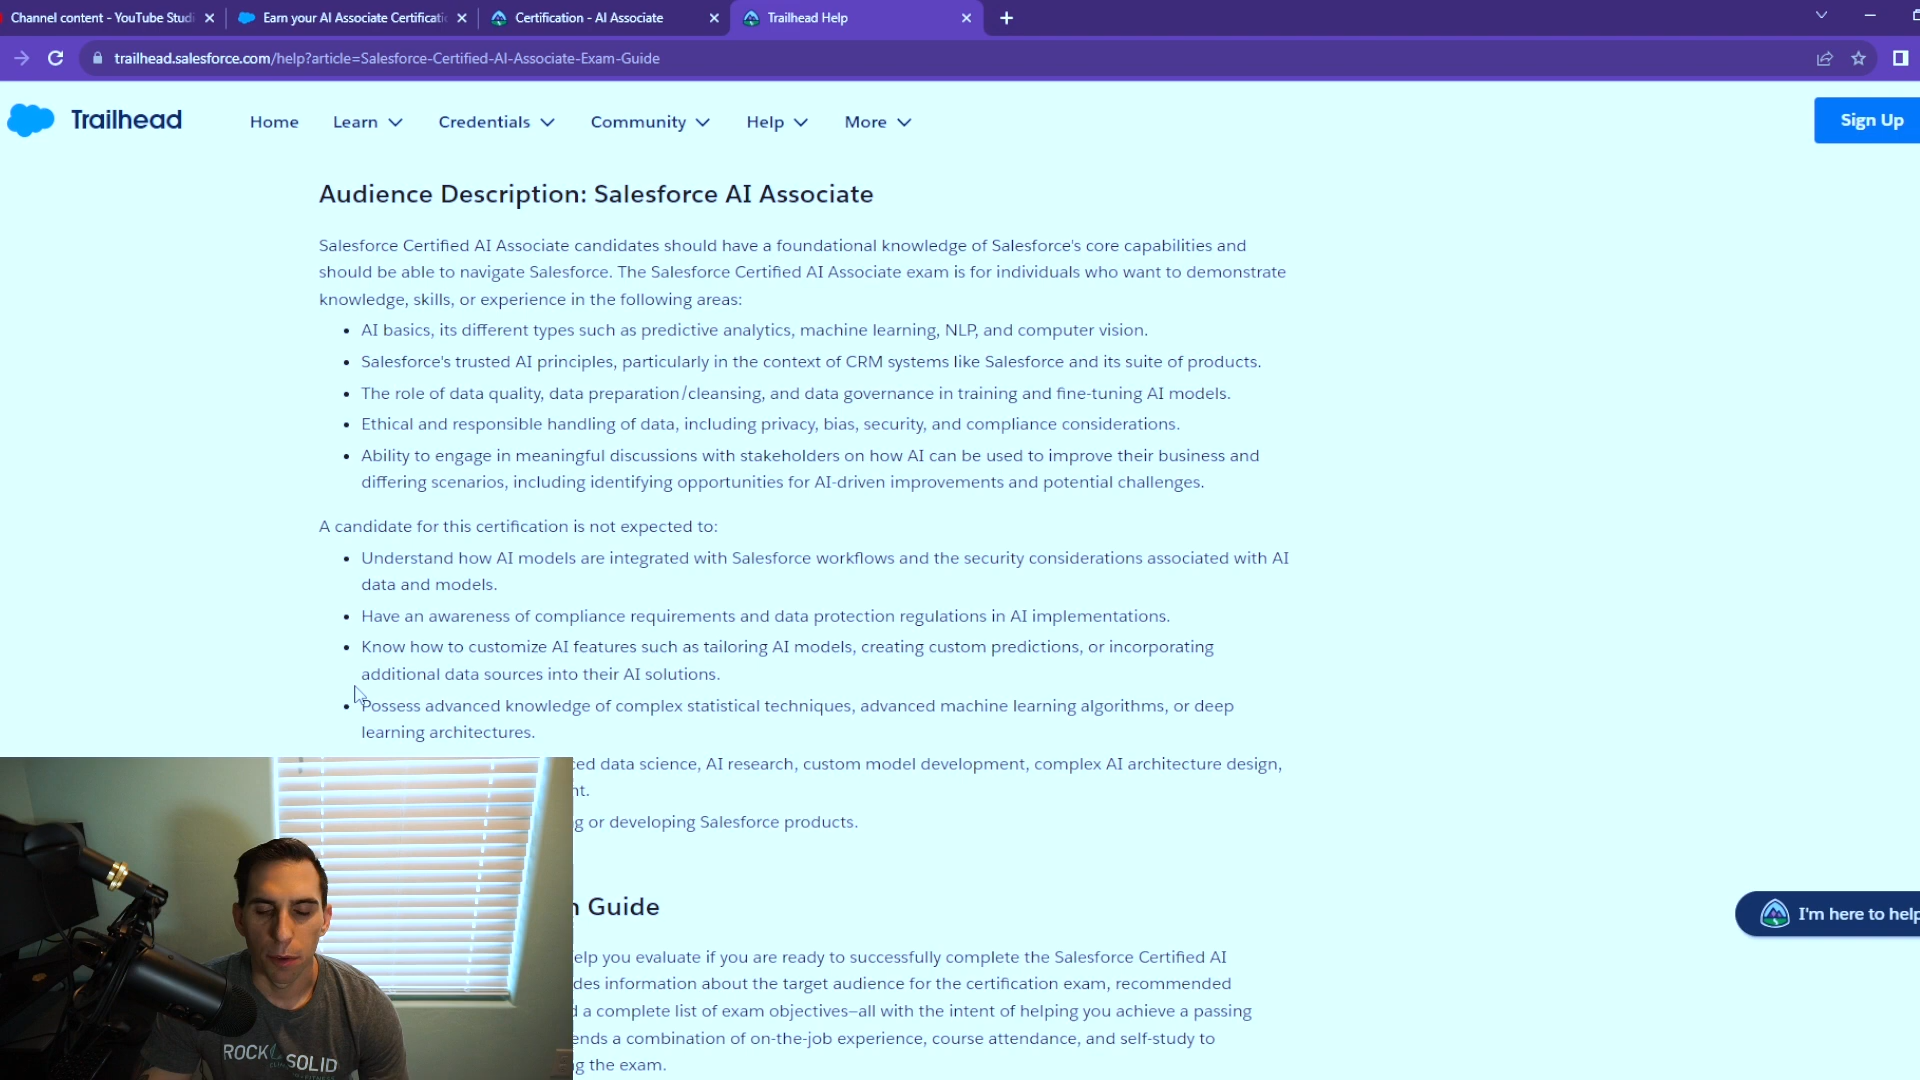 Channel content - YouTube Stud
Earn your AI Associate Certificati
Certification - AI Associate
Trailhead Help
trailhead.salesforce.com/help?article=Salesforce-Certified-AI-Associate-Exam-Guide
Trailhead
Home
Learn
Credentials
Community
Help
More
Sign Up
Audience Description: Salesforce AI Associate
Salesforce Certified AI Associate candidates should have a foundational knowledge of Salesforce's core capabilities and
should be able to navigate Salesforce. The Salesforce Certified AI Associate exam is for individuals who want to demonstrate
knowledge, skills, or experience in the following areas:
• AI basics, its different types such as predictive analytics, machine learning, NLP, and computer vision.
• Salesforce's trusted AI principles, particularly in the context of CRM systems like Salesforce and its suite of products.
• The role of data quality, data preparation/cleansing, and data governance in training and fine-tuning AI models.
• Ethical and responsible handling of data, including privacy, bias, security, and compliance considerations.
• Ability to engage in meaningful discussions with stakeholders on how AI can be used to improve their business and
differing scenarios, including identifying opportunities for AI-driven improvements and potential challenges.
A candidate for this certification is not expected to:
• Understand how AI models are integrated with Salesforce workflows and the security considerations associated with AI
data and models.
• Have an awareness of compliance requirements and data protection regulations in AI implementations.
• Know how to customize AI features such as tailoring AI models, creating custom predictions, or incorporating
additional data sources into their AI solutions.
• Possess advanced knowledge of complex statistical techniques, advanced machine learning algorithms, or deep
learning architectures.
ced data science, AI research, custom model development, complex AI architecture design,
nt.
g or developing Salesforce products.
n Guide
elp you evaluate if you are ready to successfully complete the Salesforce Certified AI
des information about the target audience for the certification exam, recommended
d a complete list of exam objectives—all with the intent of helping you achieve a passing
ends a combination of on-the-job experience, course attendance, and self-study to
g the exam.
I'm here to help
ROCK SOLID